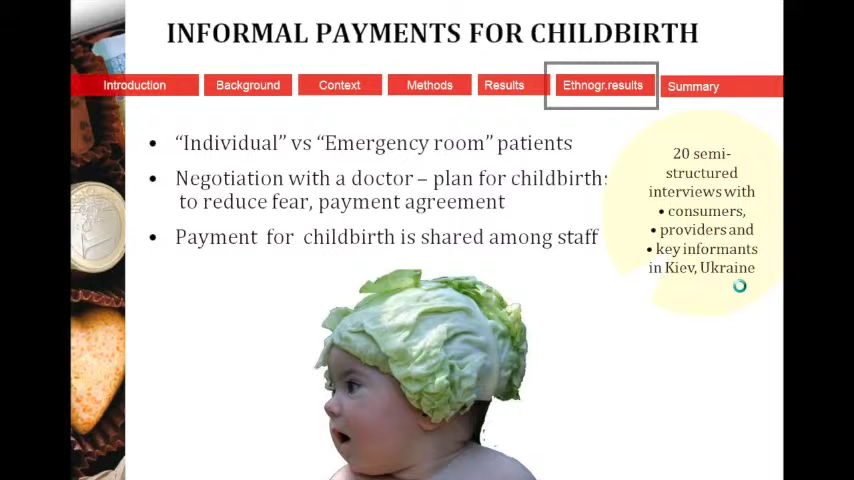 INFORMAL PAYMENTS FOR CHILDBIRTH
Introduction
Background
Context
Methods
Results
Ethnogr.results
Summary
• “Individual” vs “Emergency room” patients
• Negotiation with a doctor – plan for childbirth:
to reduce fear, payment agreement
• Payment for childbirth is shared among staff
20 semi-
structured
interviews with
• consumers,
• providers and
• key informants
in Kiev, Ukraine